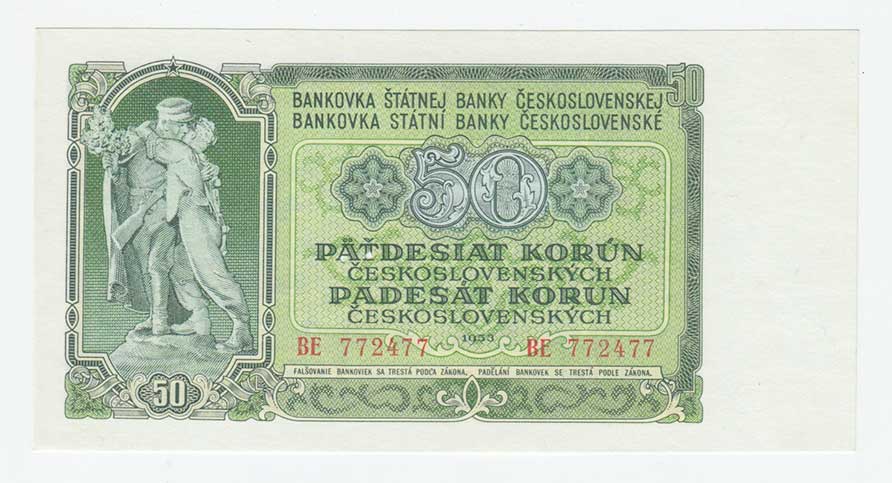 50
BANKOVKA ŠTÁTNEJ BANKY ČESKOSLOVENSKEJ
BANKOVKA STÁTNÍ BANKY ČESKOSLOVENSKÉ
50
PÄŤDESIAT KORÚN
ČESKOSLOVENSKÝCH
PADESÁT KORUN
ČESKOSLOVENSKÝCH
BE 772477 1953 BE 772477
FALŠOVANIE BANKOVIEK SA TRESTÁ PODĽA ZÁKONA. PADĚLÁNÍ BANKOVEK SE TRESTÁ PODLE ZÁKONA.
50